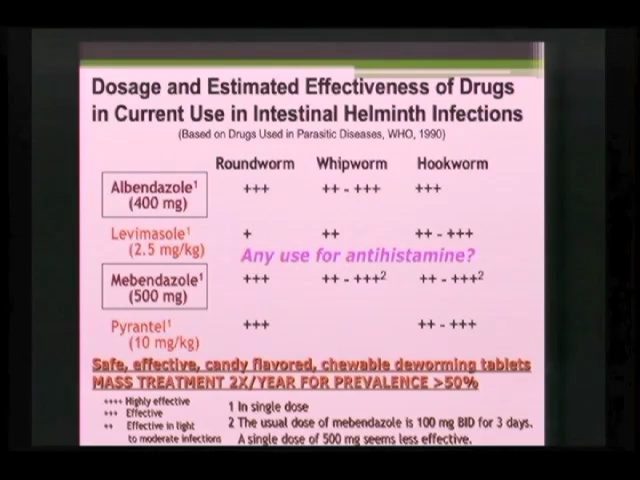 Dosage and Estimated Effectiveness of Drugs
in Current Use in Intestinal Helminth Infections
(Based on Drugs Used in Parasitic Diseases, WHO, 1990)
Roundworm Whipworm Hookworm
Albendazole¹ +++ ++ - +++ +++
(400 mg)
Levimasole¹ + ++ ++ - +++
(2.5 mg/kg)
Any use for antihistamine?
Mebendazole¹ +++ ++ - +++² ++ - +++²
(500 mg)
Pyrantel¹ +++ ++ - +++
(10 mg/kg)
Safe, effective, candy flavored, chewable deworming tablets
MASS TREATMENT 2X/YEAR FOR PREVALENCE >50%
++++ Highly effective
+++ Effective
++ Effective in light
to moderate infections
1 In single dose
2 The usual dose of mebendazole is 100 mg BID for 3 days.
A single dose of 500 mg seems less effective.